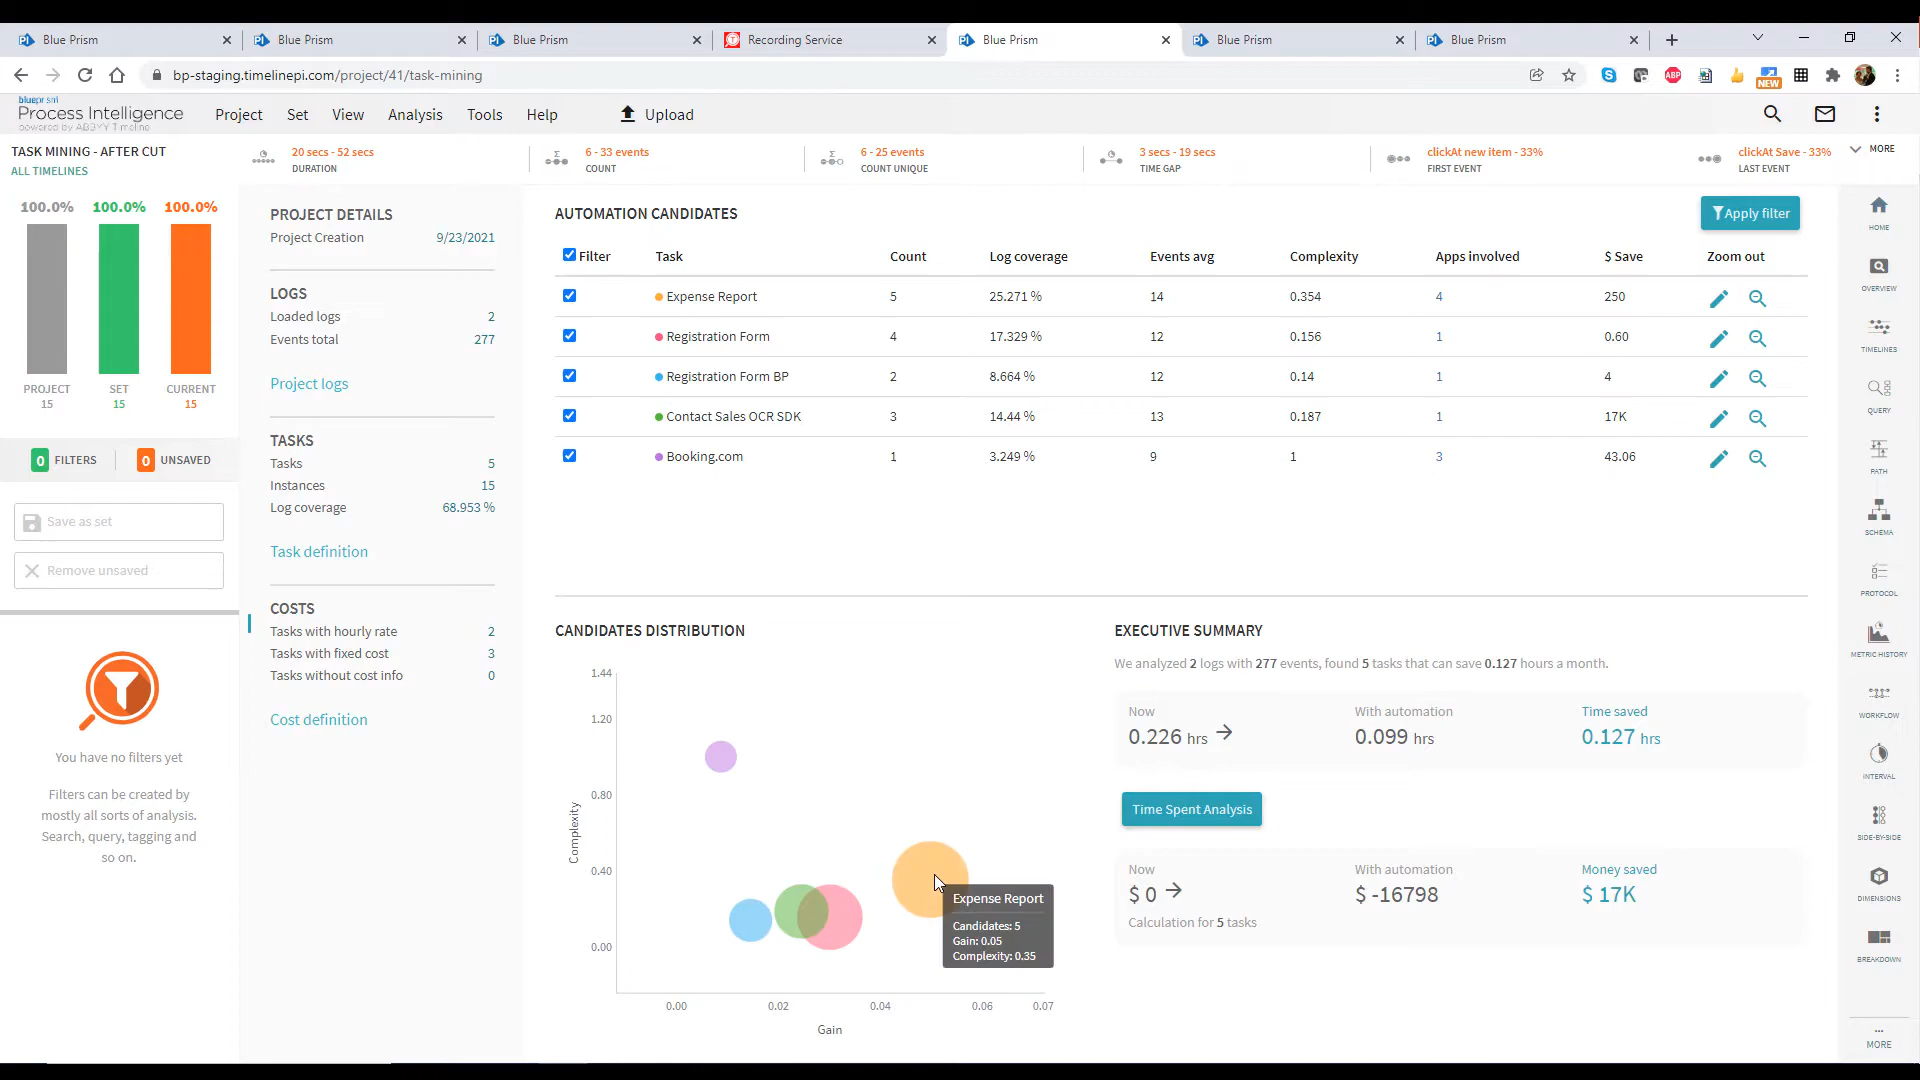 Blue Prism
Blue Prism
Blue Prism
Recording Service
Blue Prism
Blue Prism
Blue Prism
bp-staging.timelinepi.com/project/41/task-mining
ABP
NEW
Process Intelligence
powered by ABBYY Timeline
Project
Set
View
Analysis
Tools
Help
Upload
TASK MINING - AFTER CUT
ALL TIMELINES
20 secs - 52 secs
DURATION
6 - 33 events
COUNT
6 - 25 events
COUNT UNIQUE
3 secs - 19 secs
TIME GAP
clickAt new item - 33%
FIRST EVENT
clickAt Save - 33%
LAST EVENT
MORE
100.0% 100.0% 100.0%
PROJECT SET CURRENT
15 15 15
0 FILTERS
0 UNSAVED
Save as set
Remove unsaved
You have no filters yet
Filters can be created by
mostly all sorts of analysis.
Search, query, tagging and
so on.
PROJECT DETAILS
Project Creation 9/23/2021
LOGS
Loaded logs 2
Events total 277
Project logs
TASKS
Tasks 5
Instances 15
Log coverage 68.953 %
Task definition
COSTS
Tasks with hourly rate 2
Tasks with fixed cost 3
Tasks without cost info 0
Cost definition
AUTOMATION CANDIDATES
Apply filter
Filter Task Count Log coverage Events avg Complexity Apps involved $ Save Zoom out
Expense Report 5 25.271 % 14 0.354 4 250
Registration Form 4 17.329 % 12 0.156 1 0.60
Registration Form BP 2 8.664 % 12 0.14 1 4
Contact Sales OCR SDK 3 14.44 % 13 0.187 1 17K
Booking.com 1 3.249 % 9 1 3 43.06
CANDIDATES DISTRIBUTION
1.44
1.20
0.80
0.40
0.00
Complexity
0.00 0.02 0.04 0.06 0.07
Gain
Expense Report
Candidates: 5
Gain: 0.05
Complexity: 0.35
EXECUTIVE SUMMARY
We analyzed 2 logs with 277 events, found 5 tasks that can save 0.127 hours a month.
Now With automation Time saved
0.226 hrs 0.099 hrs 0.127 hrs
Time Spent Analysis
Now With automation Money saved
$ 0 $ -16798 $ 17K
Calculation for 5 tasks
HOME
OVERVIEW
TIMELINES
QUERY
PATH
SCHEMA
PROTOCOL
METRIC HISTORY
WORKFLOW
INTERVAL
SIDE-BY-SIDE
DIMENSIONS
BREAKDOWN
...
MORE